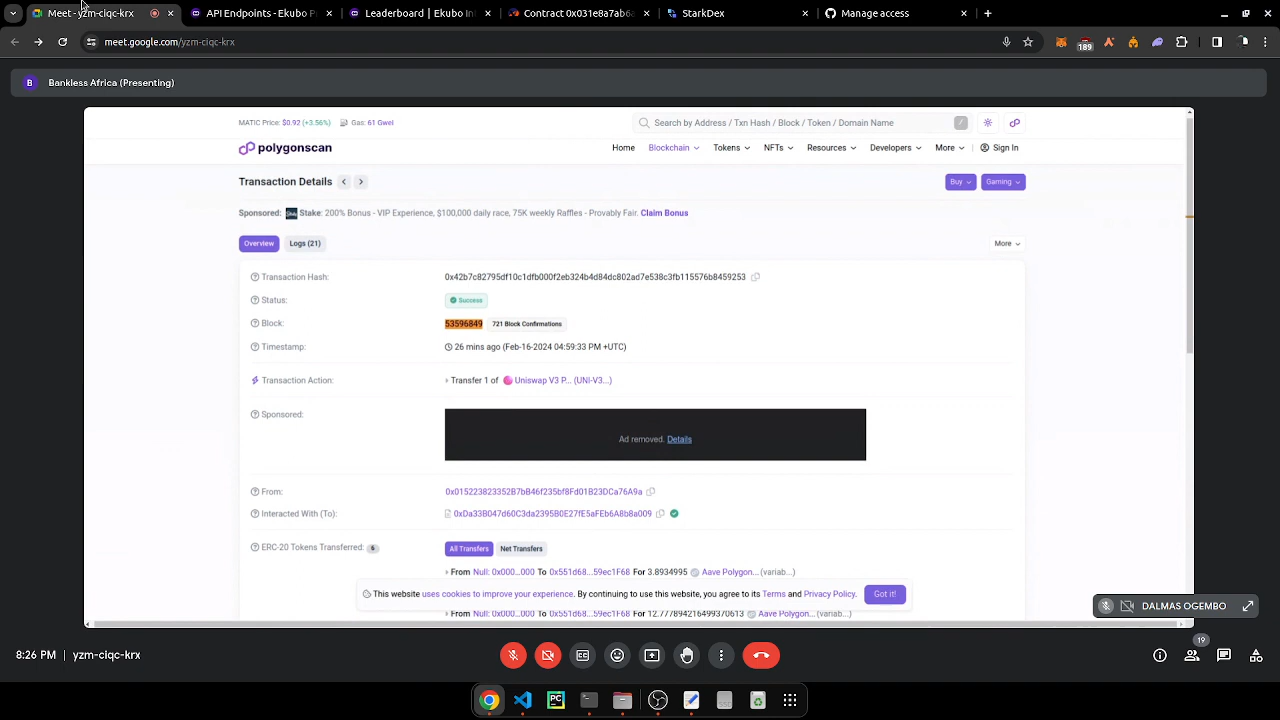 Meet - yzm-ciqc-krx
API Endpoints - Ekubo P
Leaderboard | Ekubo In
Contract 0x031e8a7ab6a
StarkDex
Manage access
meet.google.com/yzm-ciqc-krx
189
B Bankless Africa (Presenting)
MATIC Price: $0.92 (+3.56%) Gas: 61 Gwei
Search by Address / Txn Hash / Block / Token / Domain Name /
polygonscan
Home Blockchain Tokens NFTs Resources Developers More Sign In
Transaction Details
Buy Gaming
Sponsored: Stake: 200% Bonus - VIP Experience, $100,000 daily race, 75K weekly Raffles - Provably Fair. Claim Bonus
Overview Logs (21) More
Transaction Hash: 0x42b7c82795df10c1dfb000f2eb324b4d84dc802ad7e538c3fb115576b8459253
Status: Success
Block: 53596849 721 Block Confirmations
Timestamp: 26 mins ago (Feb-16-2024 04:59:33 PM +UTC)
Transaction Action: Transfer 1 of Uniswap V3 P... (UNI-V3...)
Sponsored:
Ad removed. Details
From: 0x015223823352B7bB46f235bf8Fd01B23DCa76A9a
Interacted With (To): 0xDa33B047d60C3da2395B0E27fE5aFEb6A8b8a009
ERC-20 Tokens Transferred: 6 All Transfers Net Transfers
From Null: 0x000...000 To 0x551d68...59ec1F68 For 3.8934995 Aave Polygon... (variab...)
This website uses cookies to improve your experience. By continuing to use this website, you agree to its Terms and Privacy Policy. Got it!
From Null: 0x000...000 To 0x551d68...59ec1F68 For 12.777894216499370613 Aave Polygon... (variab...)
DALMAS OGEMBO
8:26 PM | yzm-ciqc-krx
19